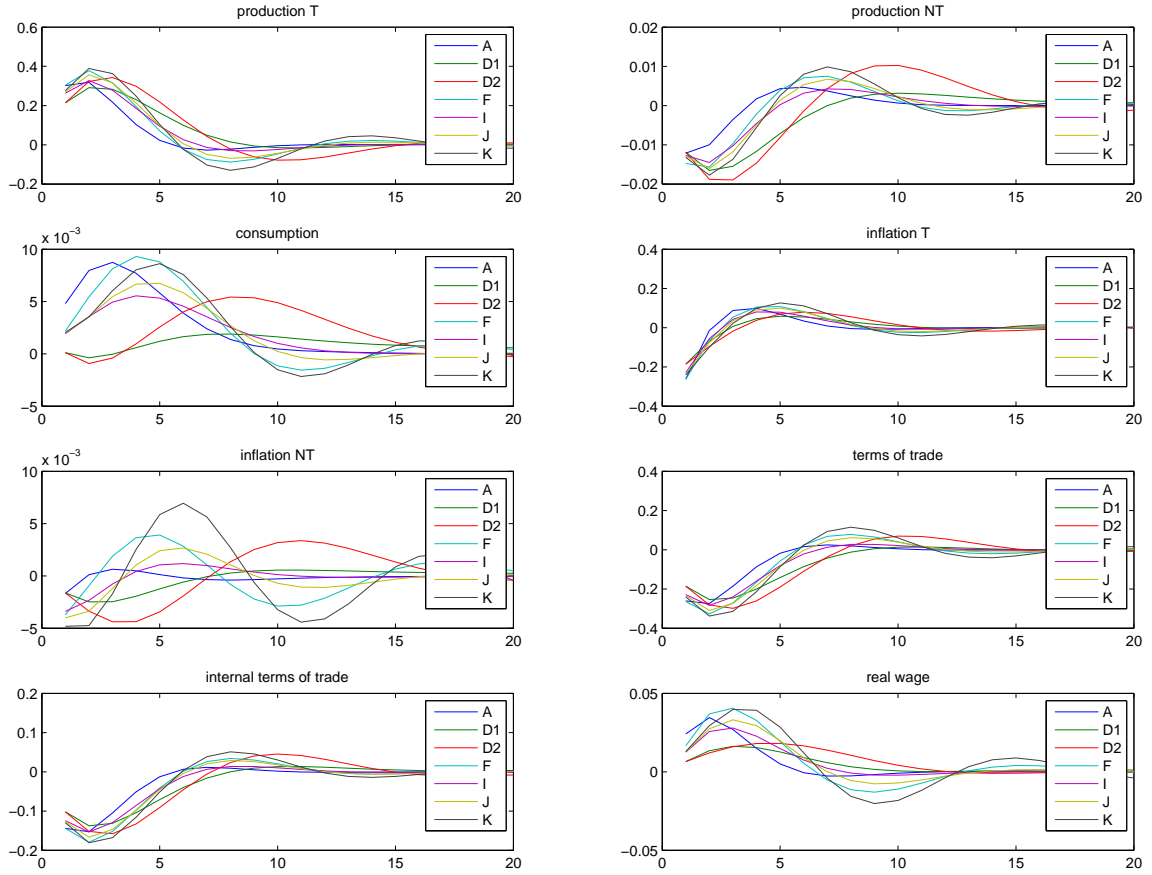 production T
0.6
0.4
0.2
0
−0.2
0 5 10 15 20
A
D1
D2
F
I
J
K
production NT
0.02
0.01
0
−0.01
−0.02
0 5 10 15 20
A
D1
D2
F
I
J
K
consumption
x 10−3
10
5
0
−5
0 5 10 15 20
A
D1
D2
F
I
J
K
inflation T
0.4
0.2
0
−0.2
−0.4
0 5 10 15 20
A
D1
D2
F
I
J
K
inflation NT
x 10−3
10
5
0
−5
0 5 10 15 20
A
D1
D2
F
I
J
K
terms of trade
0.4
0.2
0
−0.2
−0.4
0 5 10 15 20
A
D1
D2
F
I
J
K
internal terms of trade
0.2
0.1
0
−0.1
−0.2
0 5 10 15 20
A
D1
D2
F
I
J
K
real wage
0.05
0
−0.05
0 5 10 15 20
A
D1
D2
F
I
J
K